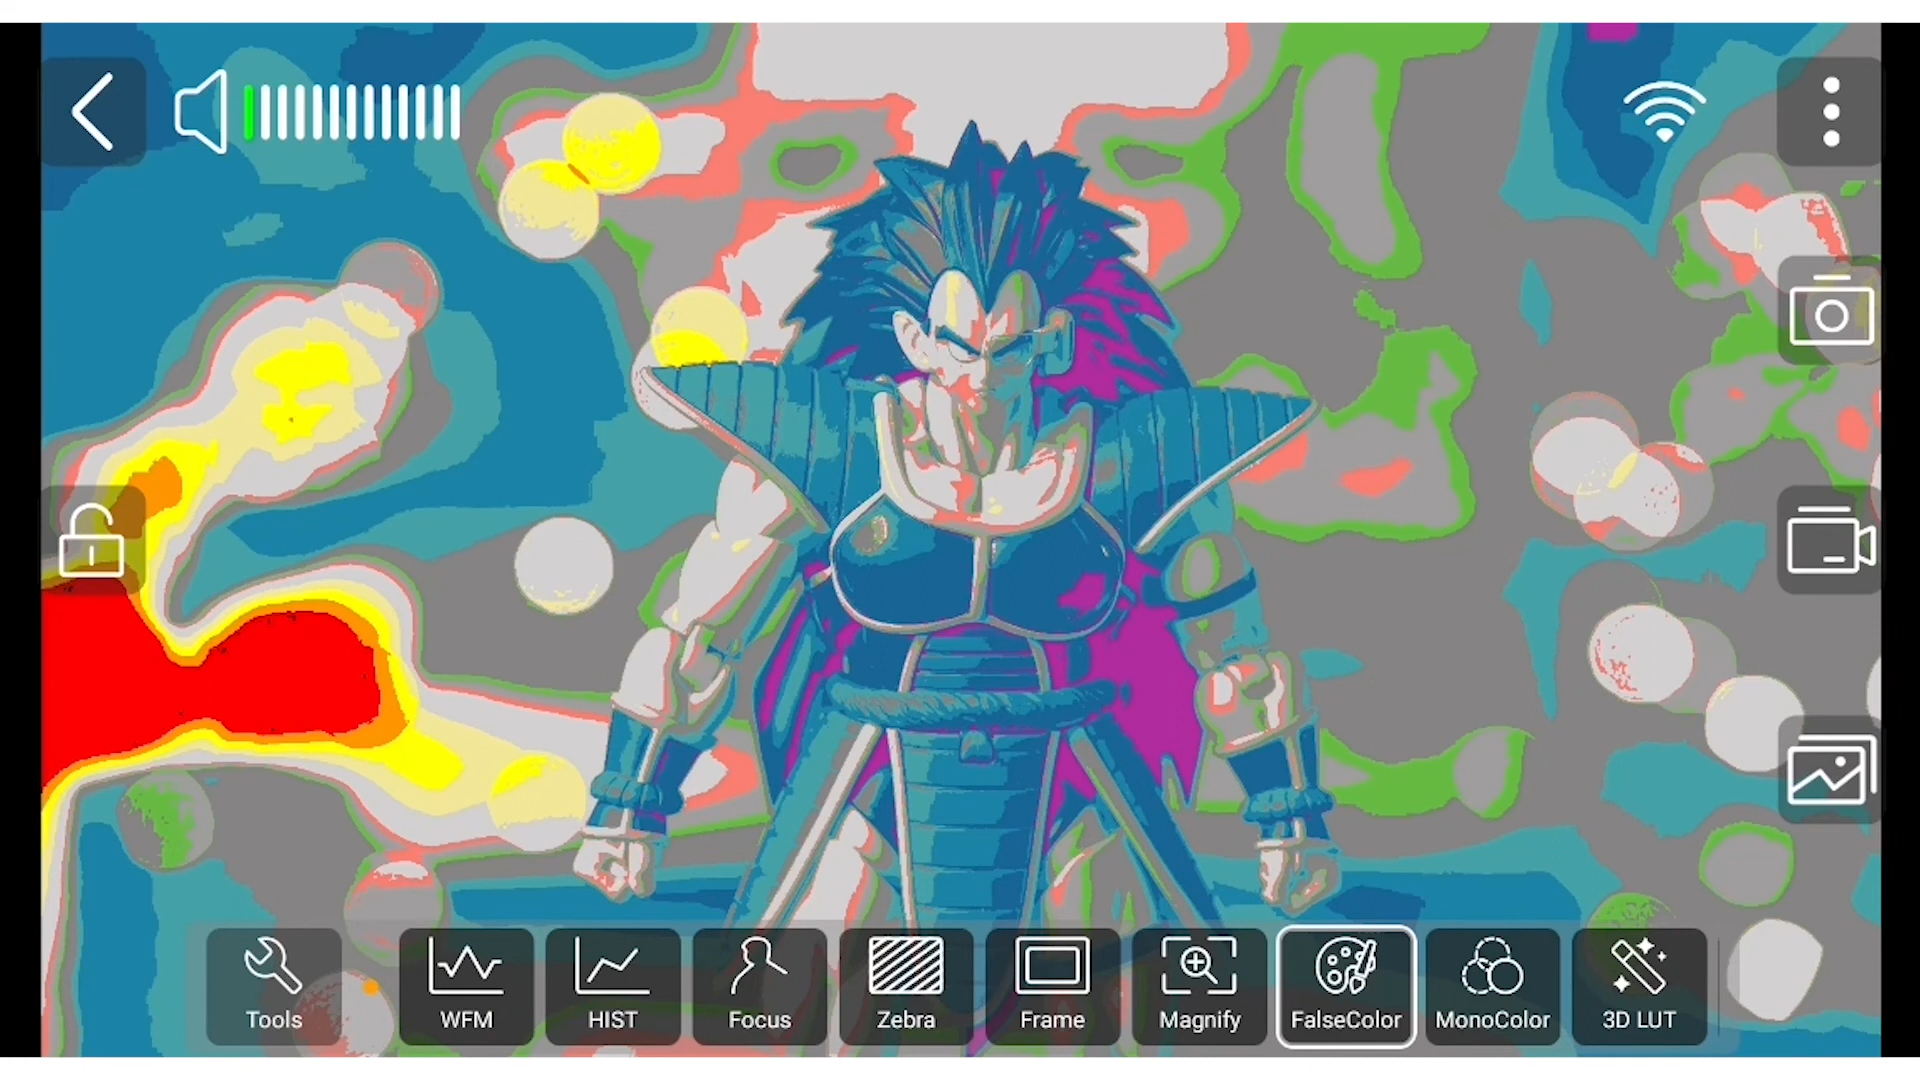 Tools
WFM
HIST
Focus
Zebra
Frame
Magnify
FalseColor
MonoColor
3D LUT